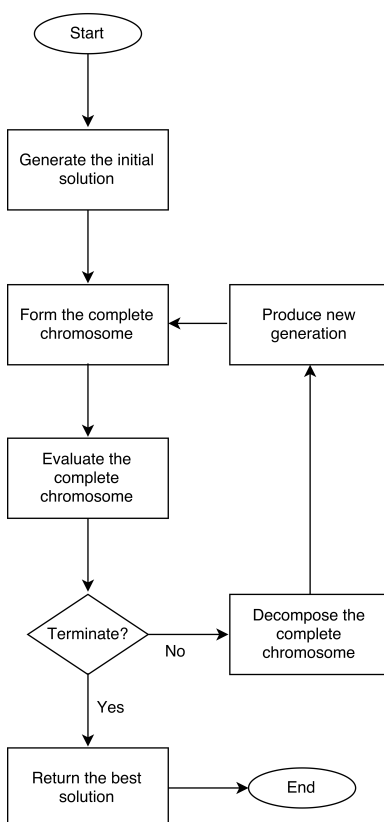 Start
Generate the initial
solution
Form the complete
chromosome
Produce new
generation
Evaluate the
complete
chromosome
Terminate?
No
Decompose the
complete
chromosome
Yes
Return the best
solution
End